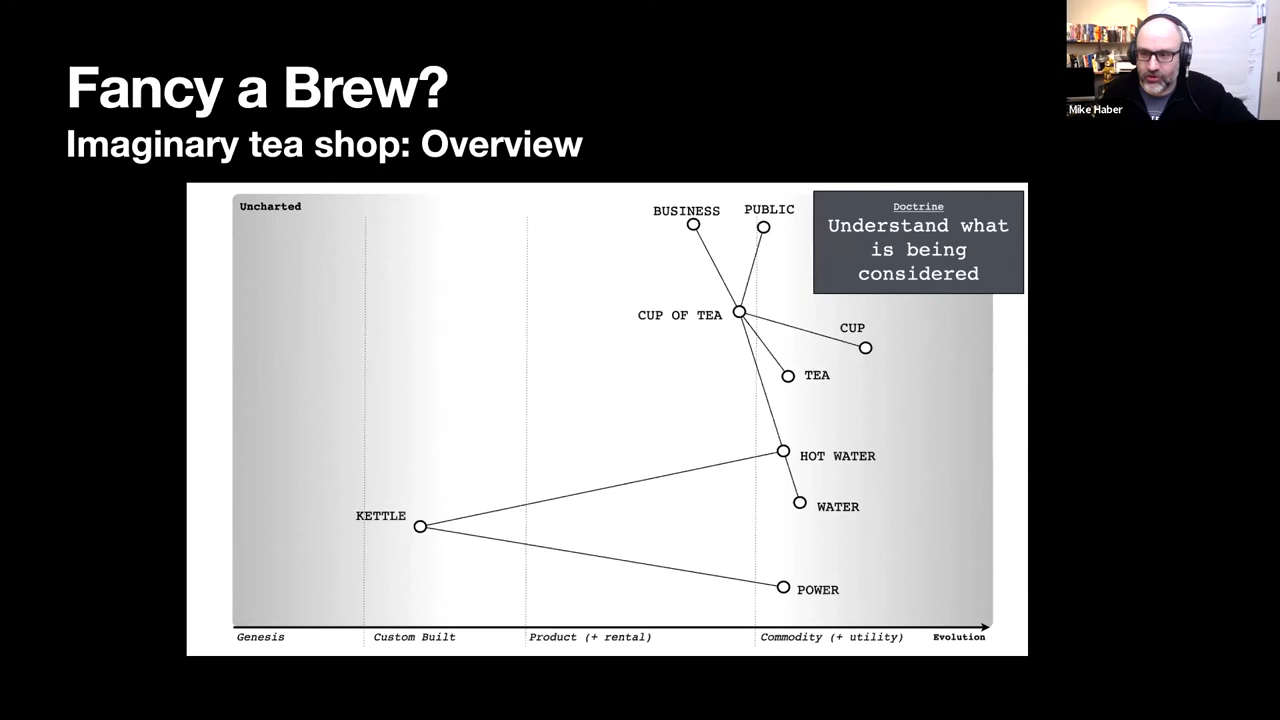 Fancy a Brew?
Imaginary tea shop: Overview
Mike Haber
Uncharted
BUSINESS
PUBLIC
Doctrine
Understand what
is being
considered
CUP OF TEA
CUP
TEA
HOT WATER
WATER
KETTLE
POWER
Genesis
Custom Built
Product (+ rental)
Commodity (+ utility)
Evolution